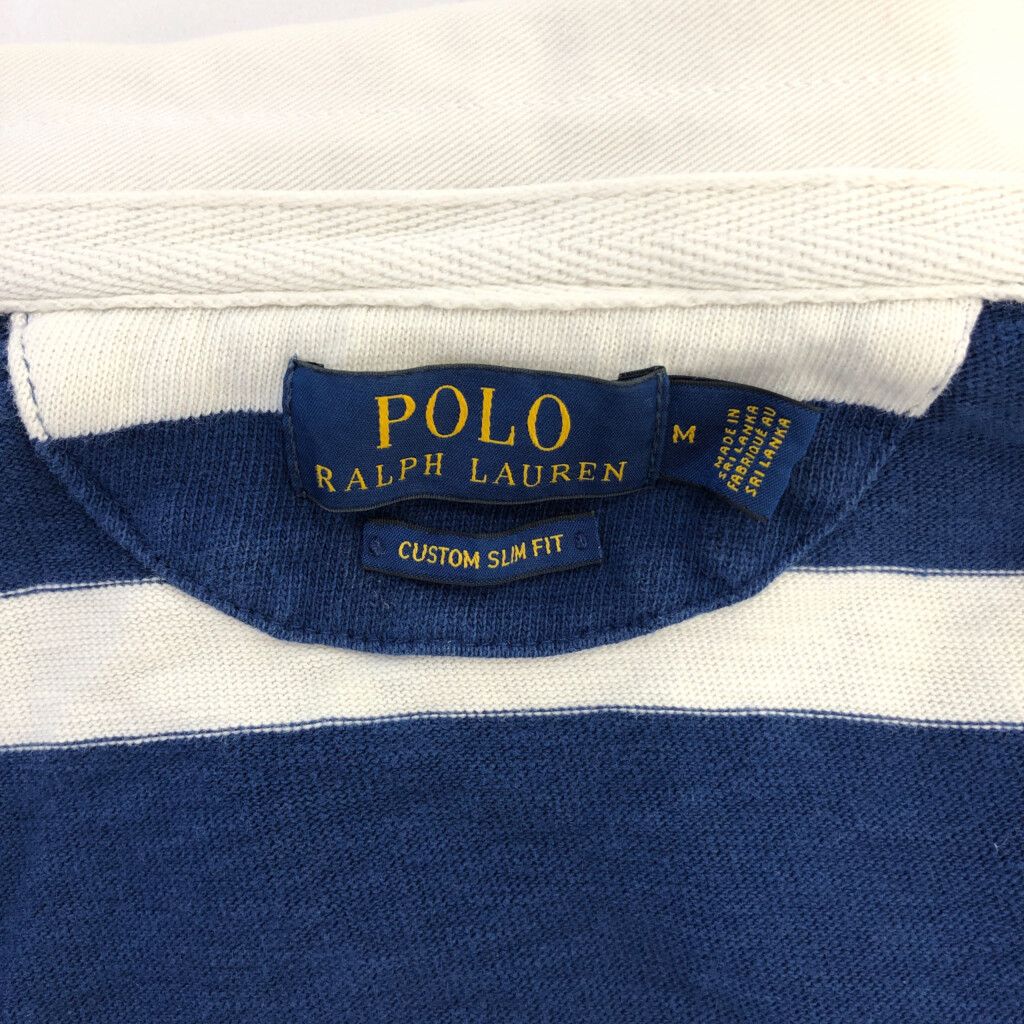 POLO
RALPH LAUREN
CUSTOM SLIM FIT
M
MADE IN
SRI LANKA
FABRIQUÉ AU
SRI LANKA